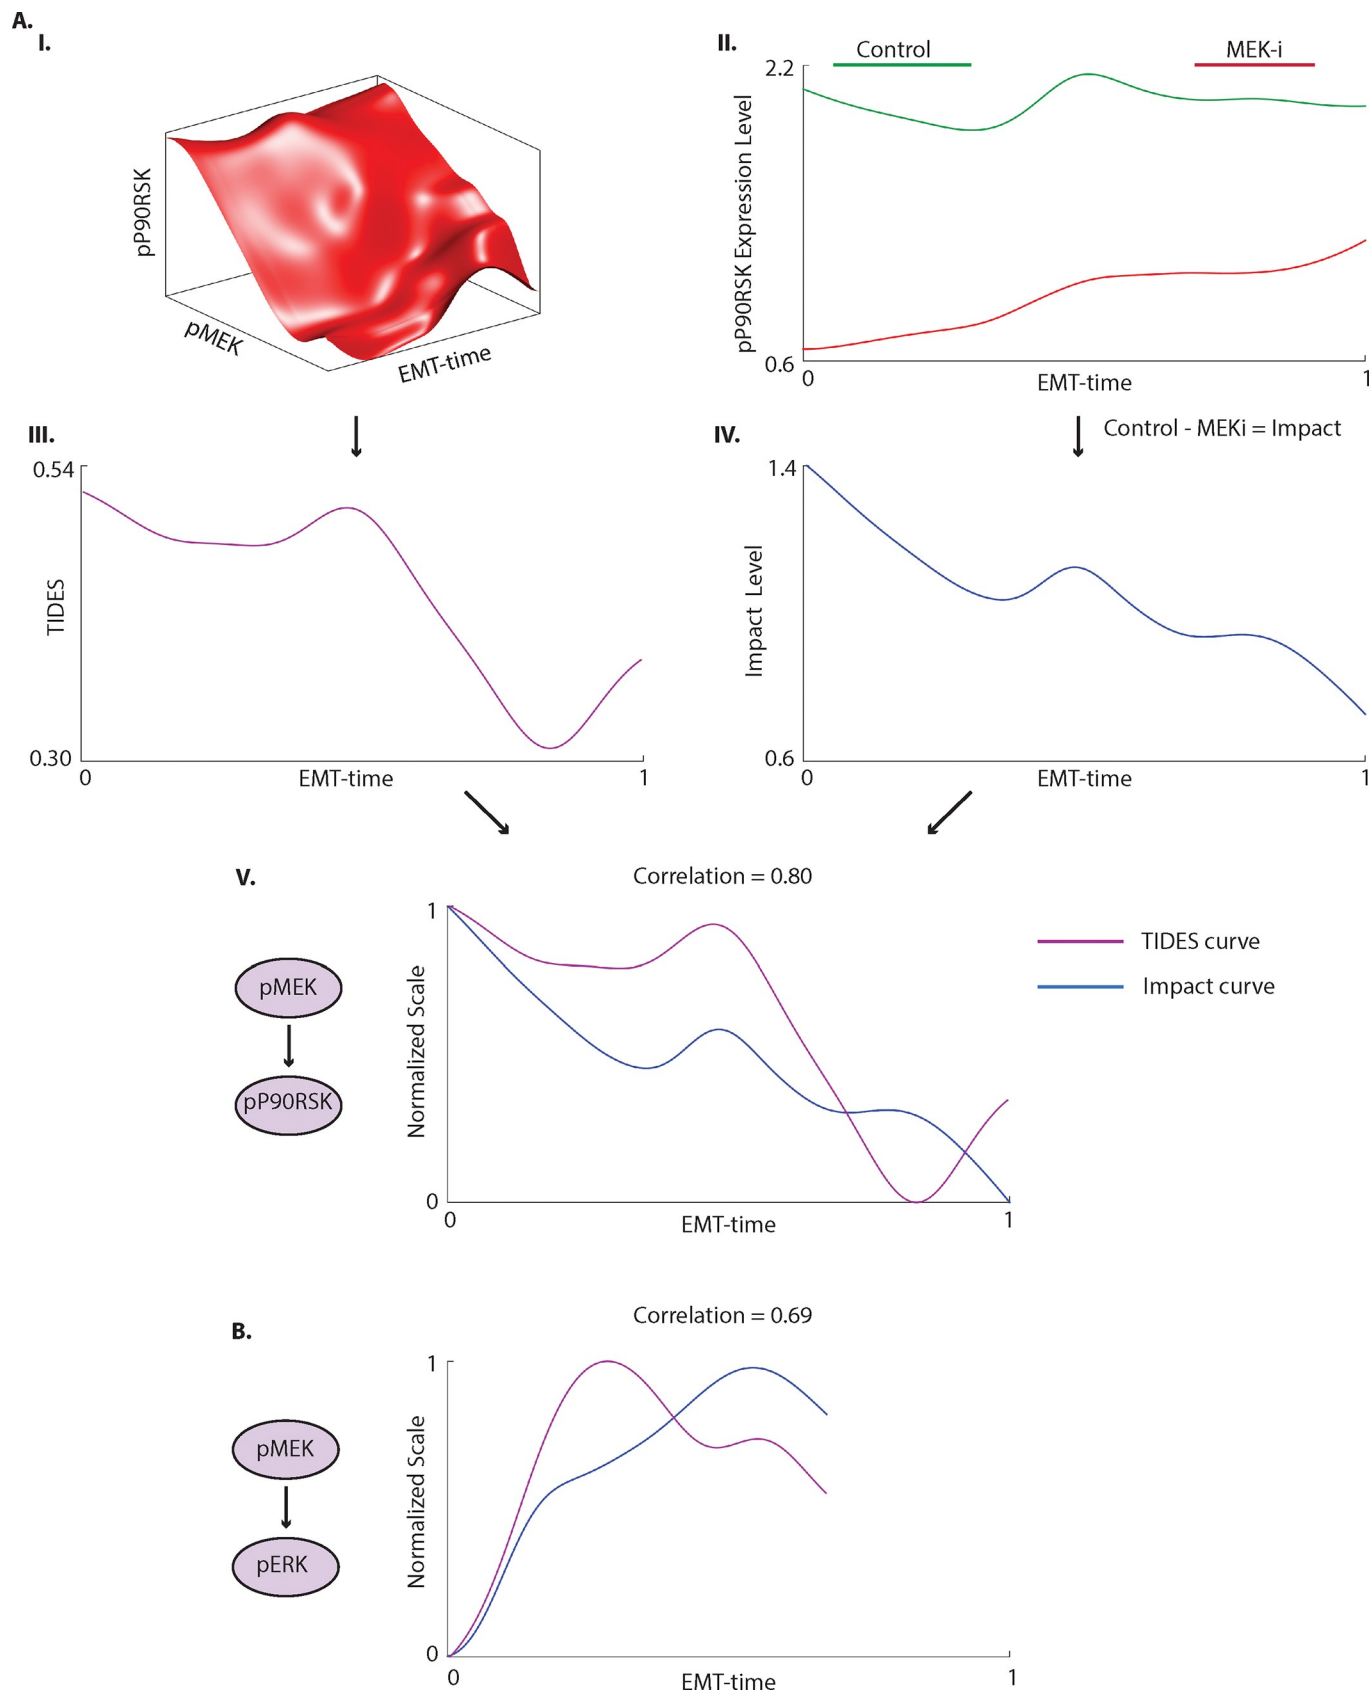 A.
I.
pP90RSK
pMEK
EMT-time
II.
Control
MEK-i
2.2
pP90RSK Expression Level
0.6
0
EMT-time
1
III.
0.54
TIDES
0.30
0
EMT-time
1
Control - MEKi = Impact
IV.
1.4
Impact Level
0.6
0
EMT-time
1
V.
Correlation = 0.80
pMEK
pP90RSK
1
Normalized Scale
0
0
EMT-time
1
TIDES curve
Impact curve
B.
Correlation = 0.69
pMEK
pERK
1
Normalized Scale
0
0
EMT-time
1